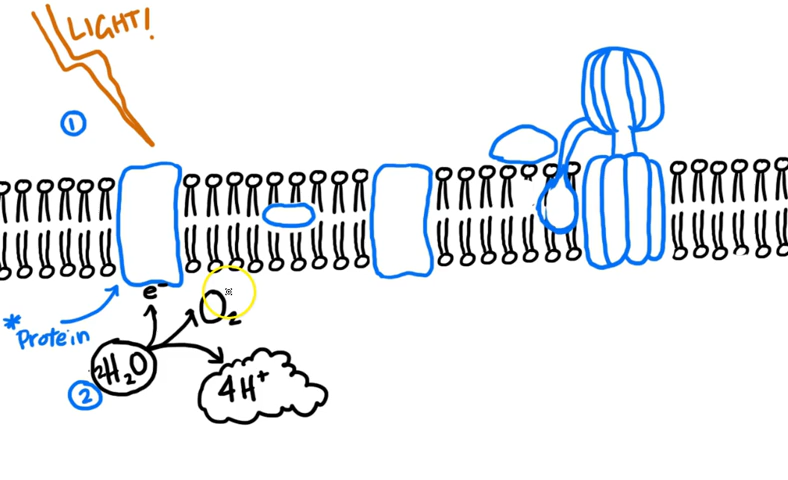 LIGHT!
1
e-
O2
*Protein
2H2O
4H+
2